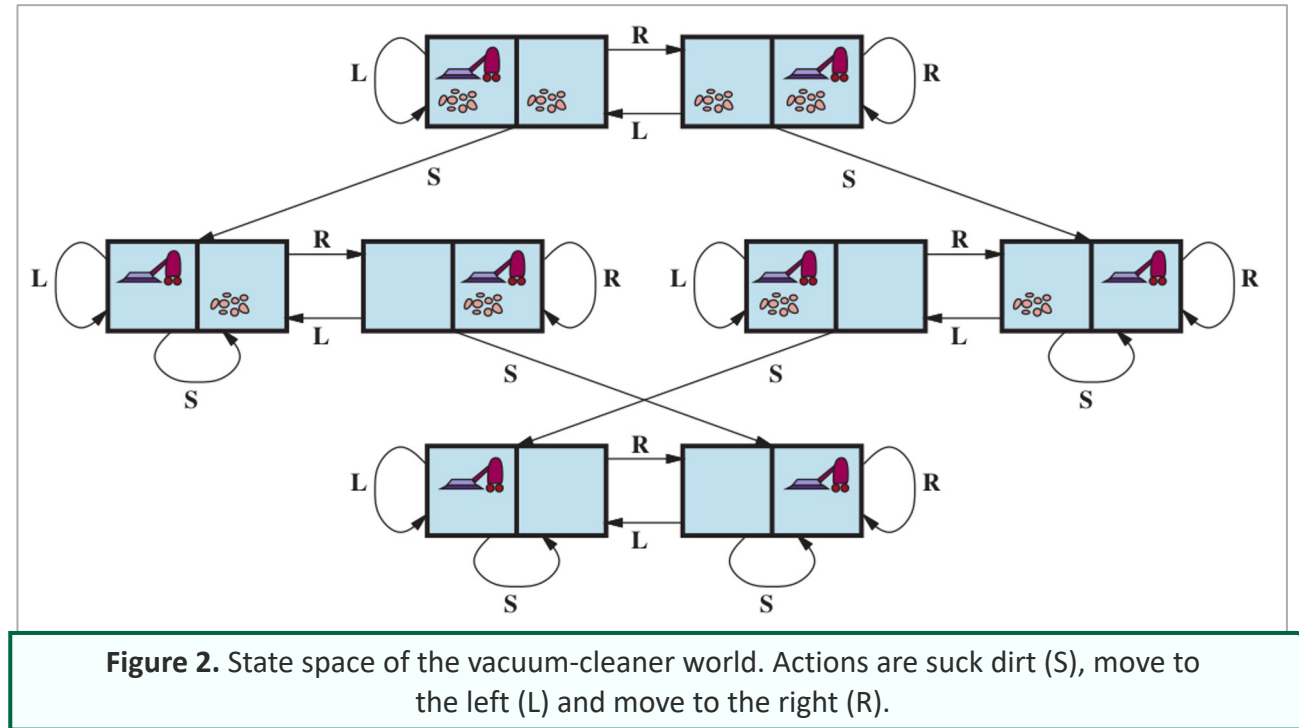 R
L R
L
S S
R R
L R L R
L L
S S S S
R
L R
L
S S
Figure 2. State space of the vacuum-cleaner world. Actions are suck dirt (S), move to
the left (L) and move to the right (R).